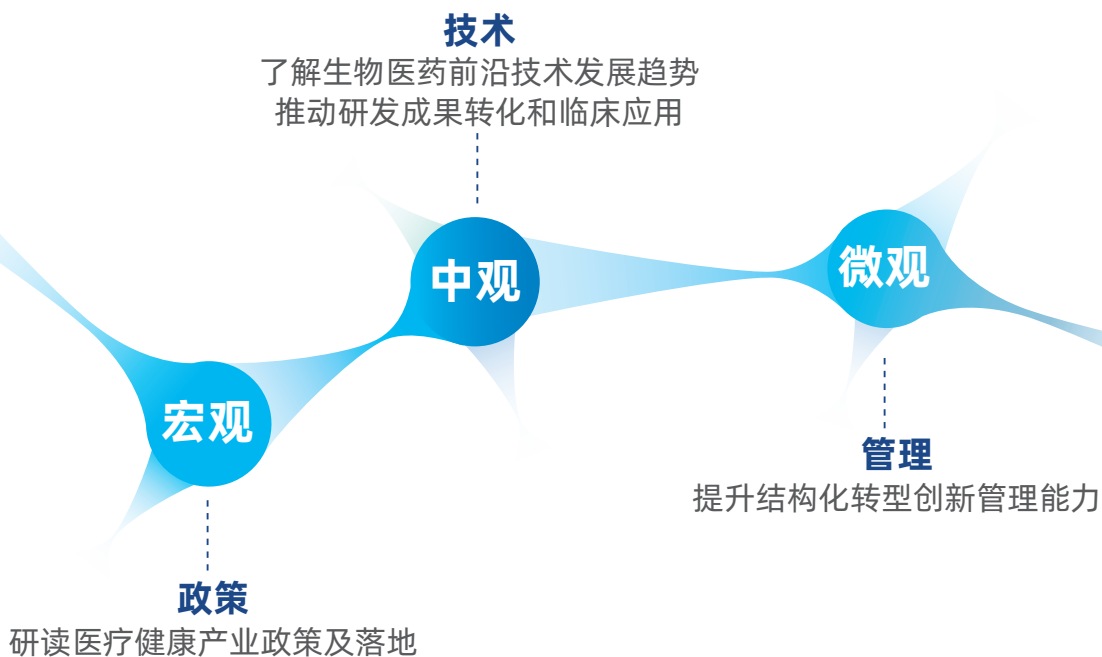 技术
了解生物医药前沿技术发展趋势
推动研发成果转化和临床应用
中观
微观
宏观
管理
提升结构化转型创新管理能力
政策
研读医疗健康产业政策及落地